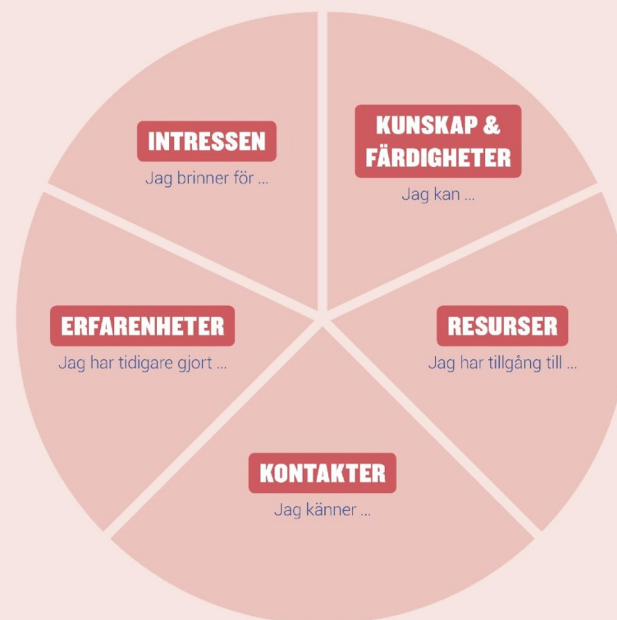 INTRESSEN
Jag brinner för ...
KUNSKAP &
FÄRDIGHETER
Jag kan ...
ERFARENHETER
Jag har tidigare gjort ...
RESURSER
Jag har tillgång till ...
KONTAKTER
Jag känner ...